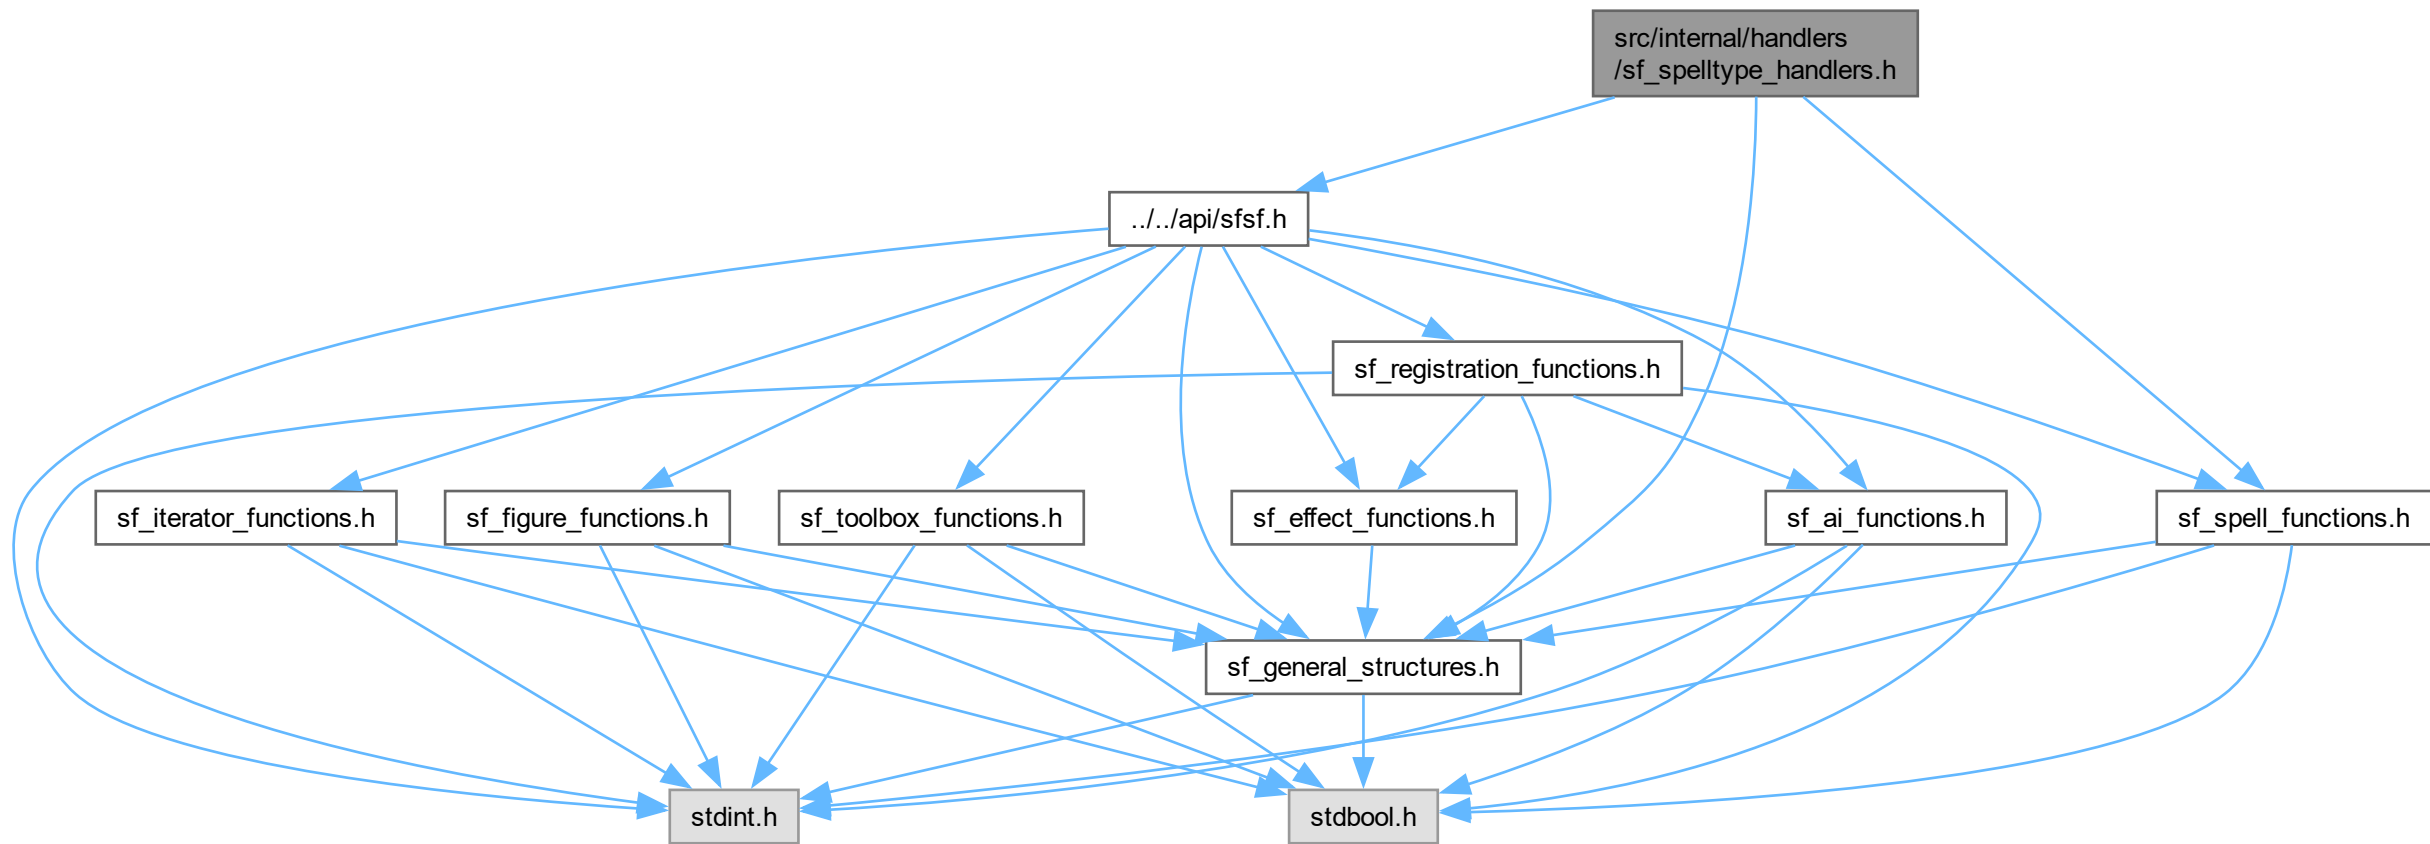 src/internal/handlers
/sf_spelltype_handlers.h
../../api/sfsf.h
sf_registration_functions.h
sf_iterator_functions.h
sf_figure_functions.h
sf_toolbox_functions.h
sf_effect_functions.h
sf_ai_functions.h
sf_spell_functions.h
sf_general_structures.h
stdint.h
stdbool.h